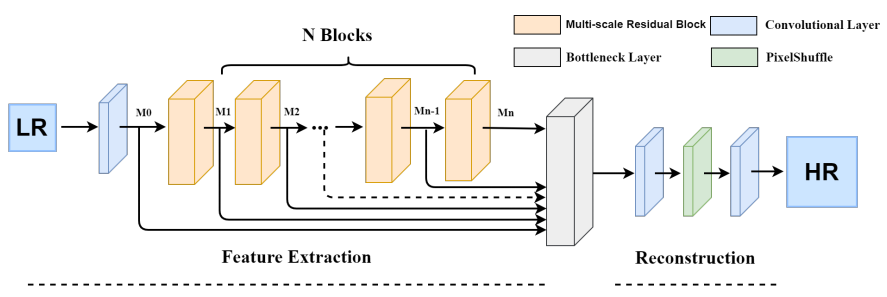 N Blocks
Multi-scale Residual Block
Convolutional Layer
Bottleneck Layer
PixelShuffle
LR
M0
M1
M2
Mn-1
Mn
HR
Feature Extraction
Reconstruction